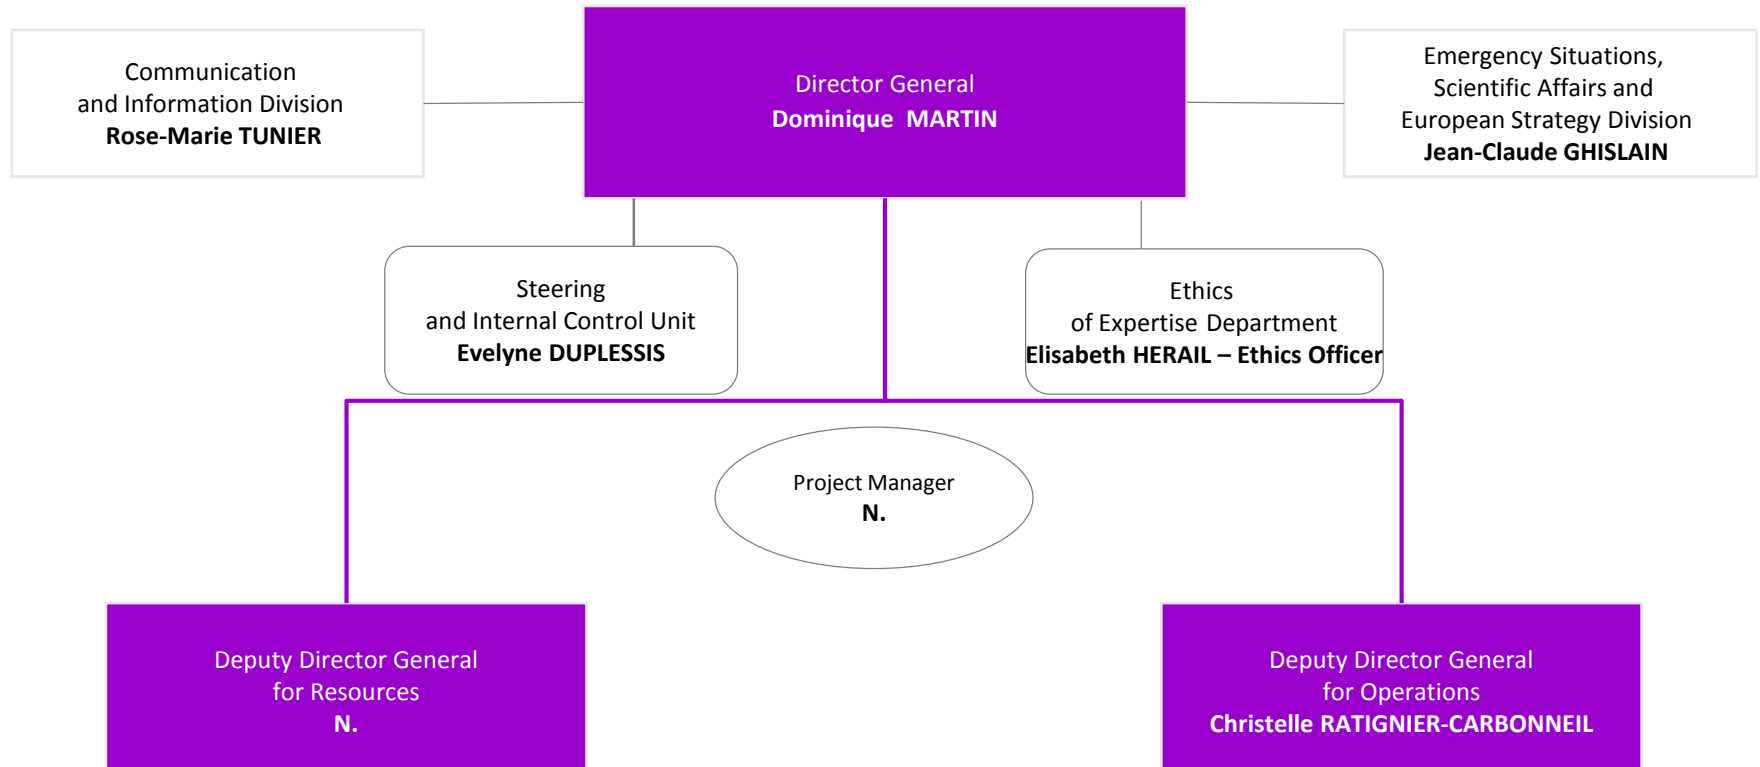 Communication
and Information Division
Rose-Marie TUNIER
Director General
Dominique MARTIN
Emergency Situations,
Scientific Affairs and
European Strategy Division
Jean-Claude GHISLAIN
Steering
and Internal Control Unit
Evelyne DUPLESSIS
Ethics
of Expertise Department
Elisabeth HERAIL – Ethics Officer
Project Manager
N.
Deputy Director General
for Resources
N.
Deputy Director General
for Operations
Christelle RATIGNIER-CARBONNEIL